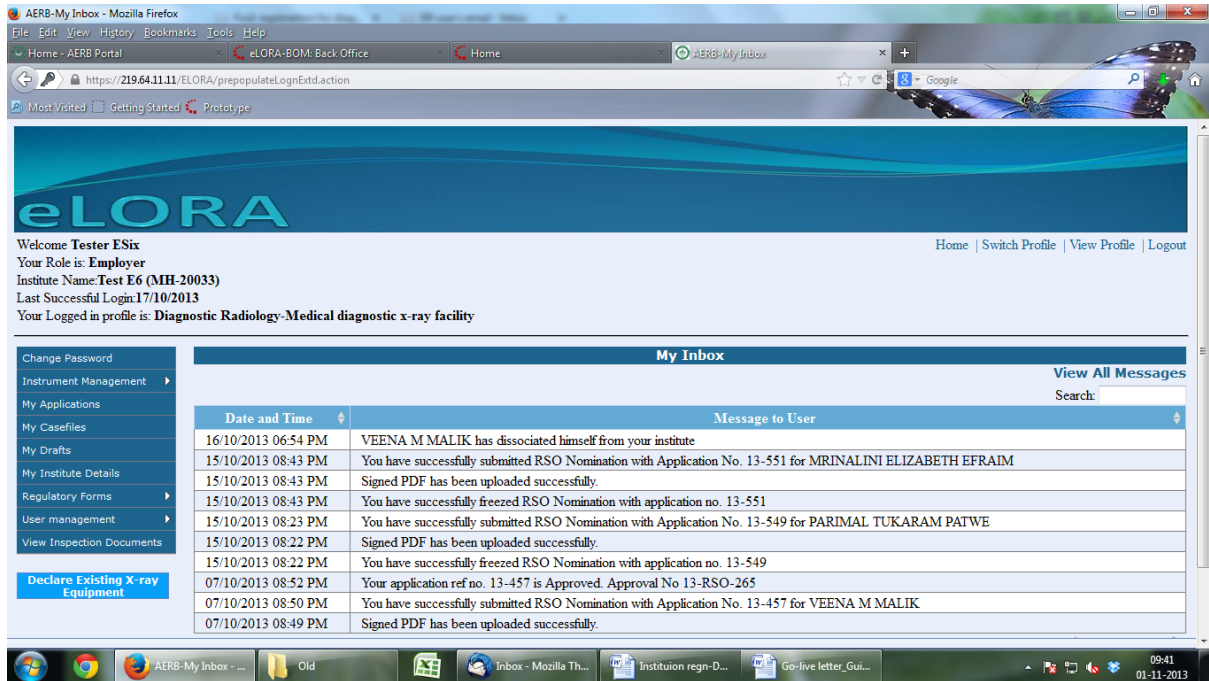 AERB-My Inbox - Mozilla Firefox
File Edit View History Bookmarks Tools Help
Home - AERB Portal × eLORA-BOM: Back Office × Home × AERB-My Inbox × +
https://219.64.11.11/ELORA/prepopulateLognExtd.action Google
Most Visited Getting Started Prototype
eLORA
Welcome Tester ESix Home | Switch Profile | View Profile | Logout
Your Role is: Employer
Institute Name:Test E6 (MH-20033)
Last Successful Login:17/10/2013
Your Logged in profile is: Diagnostic Radiology-Medical diagnostic x-ray facility
Change Password
Instrument Management
My Applications
My Casefiles
My Drafts
My Institute Details
Regulatory Forms
User management
View Inspection Documents
Declare Existing X-ray
Equipment
My Inbox
View All Messages
Search:
Date and Time Message to User
16/10/2013 06:54 PM VEENA M MALIK has dissociated himself from your institute
15/10/2013 08:43 PM You have successfully submitted RSO Nomination with Application No. 13-551 for MRINALINI ELIZABETH EFRAIM
15/10/2013 08:43 PM Signed PDF has been uploaded successfully.
15/10/2013 08:43 PM You have successfully freezed RSO Nomination with application no. 13-551
15/10/2013 08:23 PM You have successfully submitted RSO Nomination with Application No. 13-549 for PARIMAL TUKARAM PATWE
15/10/2013 08:22 PM Signed PDF has been uploaded successfully.
15/10/2013 08:22 PM You have successfully freezed RSO Nomination with application no. 13-549
07/10/2013 08:52 PM Your application ref no. 13-457 is Approved. Approval No 13-RSO-265
07/10/2013 08:50 PM You have successfully submitted RSO Nomination with Application No. 13-457 for VEENA M MALIK
07/10/2013 08:49 PM Signed PDF has been uploaded successfully.
AERB-My Inbox - ... Old Inbox - Mozilla Th... Instituion regn-D... Go-live letter_Gui... 09:41
01-11-2013